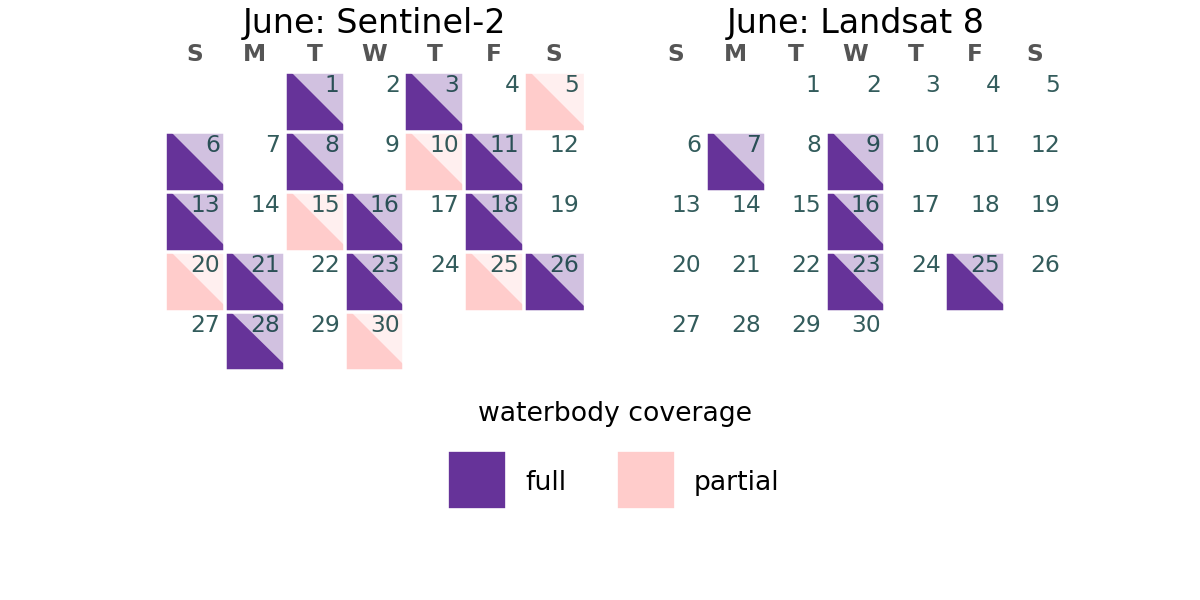 June: Sentinel-2
S M T W T F S
1 2 3 4 5
6 7 8 9 10 11 12
13 14 15 16 17 18 19
20 21 22 23 24 25 26
27 28 29 30
June: Landsat 8
S M T W T F S
1 2 3 4 5
6 7 8 9 10 11 12
13 14 15 16 17 18 19
20 21 22 23 24 25 26
27 28 29 30
waterbody coverage
full partial